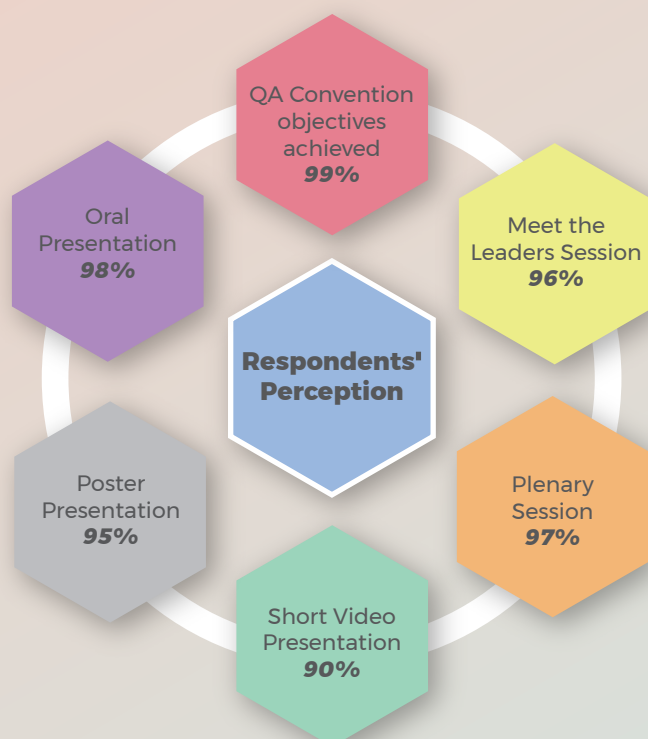 QA Convention
objectives
achieved
99%
Meet the
Leaders Session
96%
Plenary
Session
97%
Short Video
Presentation
90%
Poster
Presentation
95%
Oral
Presentation
98%
Respondents'
Perception